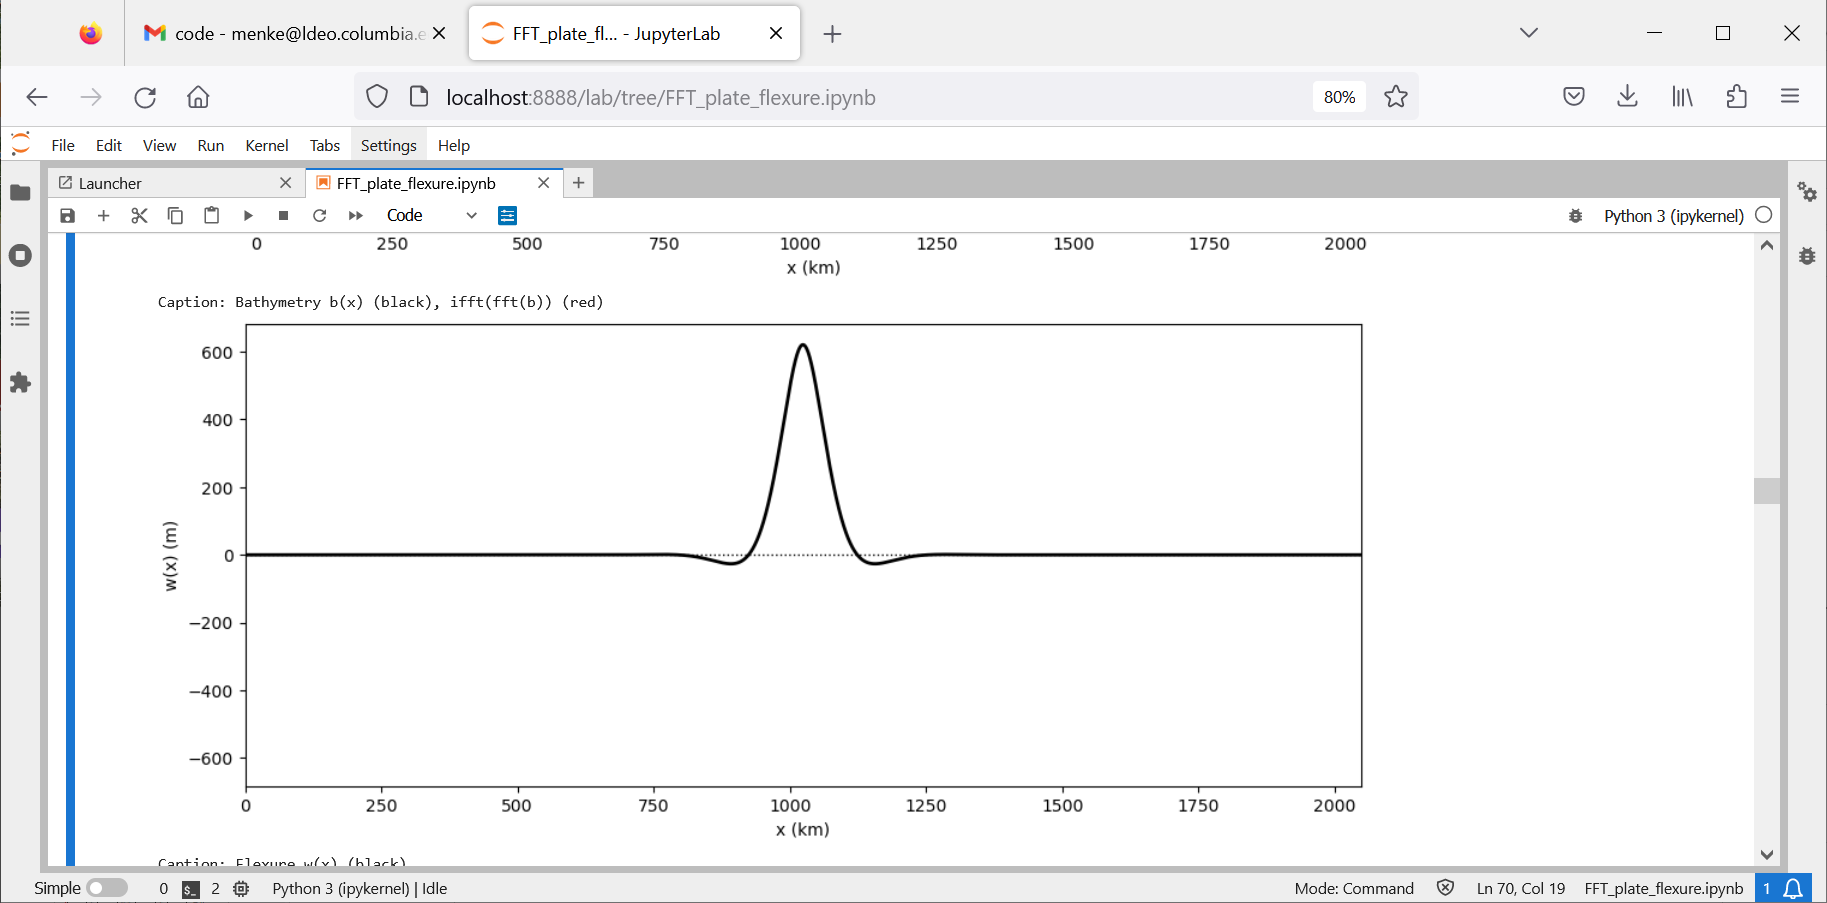 code - menke@ldeo.columbia.e
FFT_plate_fl... - JupyterLab
localhost:8888/lab/tree/FFT_plate_flexure.ipynb
80%
File Edit View Run Kernel Tabs Settings Help
Launcher
FFT_plate_flexure.ipynb
Code
Python 3 (ipykernel)
0 250 500 750 1000 1250 1500 1750 2000
x (km)
Caption: Bathymetry b(x) (black), ifft(fft(b)) (red)
600
400
200
0
−200
−400
−600
w(x) (m)
0 250 500 750 1000 1250 1500 1750 2000
x (km)
Caption: Flexure w(x) (black)
Simple 0 $_ 2 Python 3 (ipykernel) | Idle Mode: Command Ln 70, Col 19 FFT_plate_flexure.ipynb 1